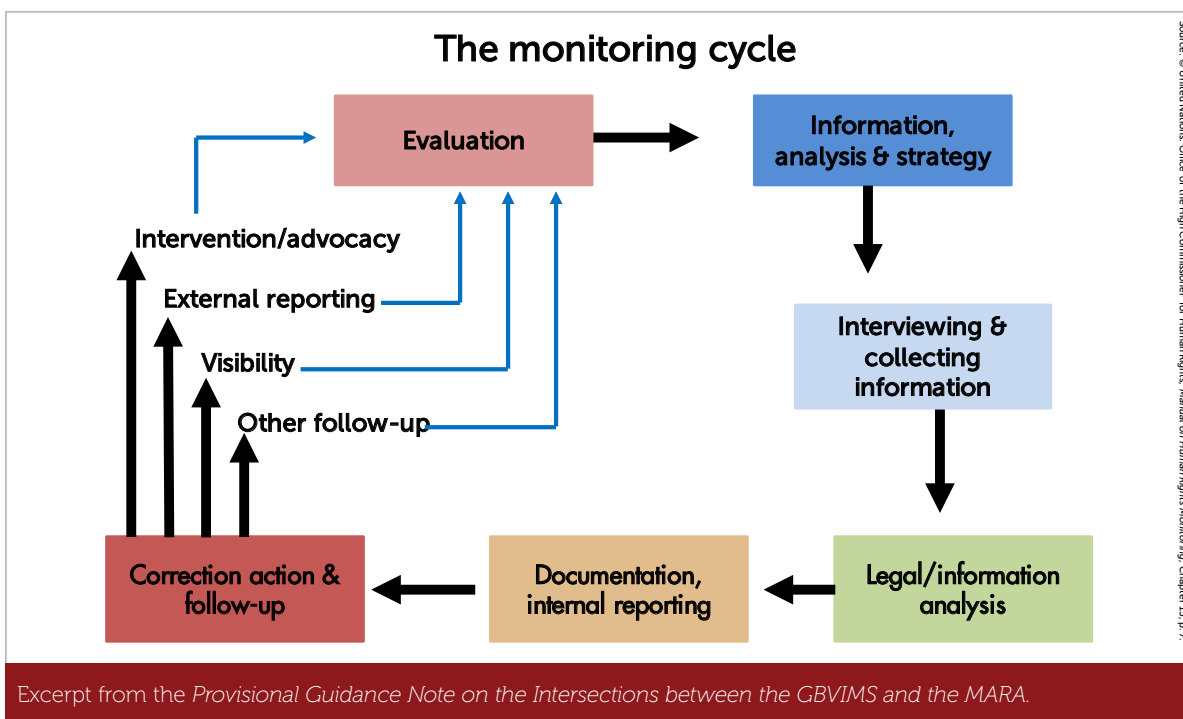 The monitoring cycle
Evaluation
Information,
analysis & strategy
Intervention/advocacy
External reporting
Visibility
Other follow-up
Interviewing &
collecting
information
Correction action &
follow-up
Documentation,
internal reporting
Legal/information
analysis
Excerpt from the Provisional Guidance Note on the Intersections between the GBVIMS and the MARA.